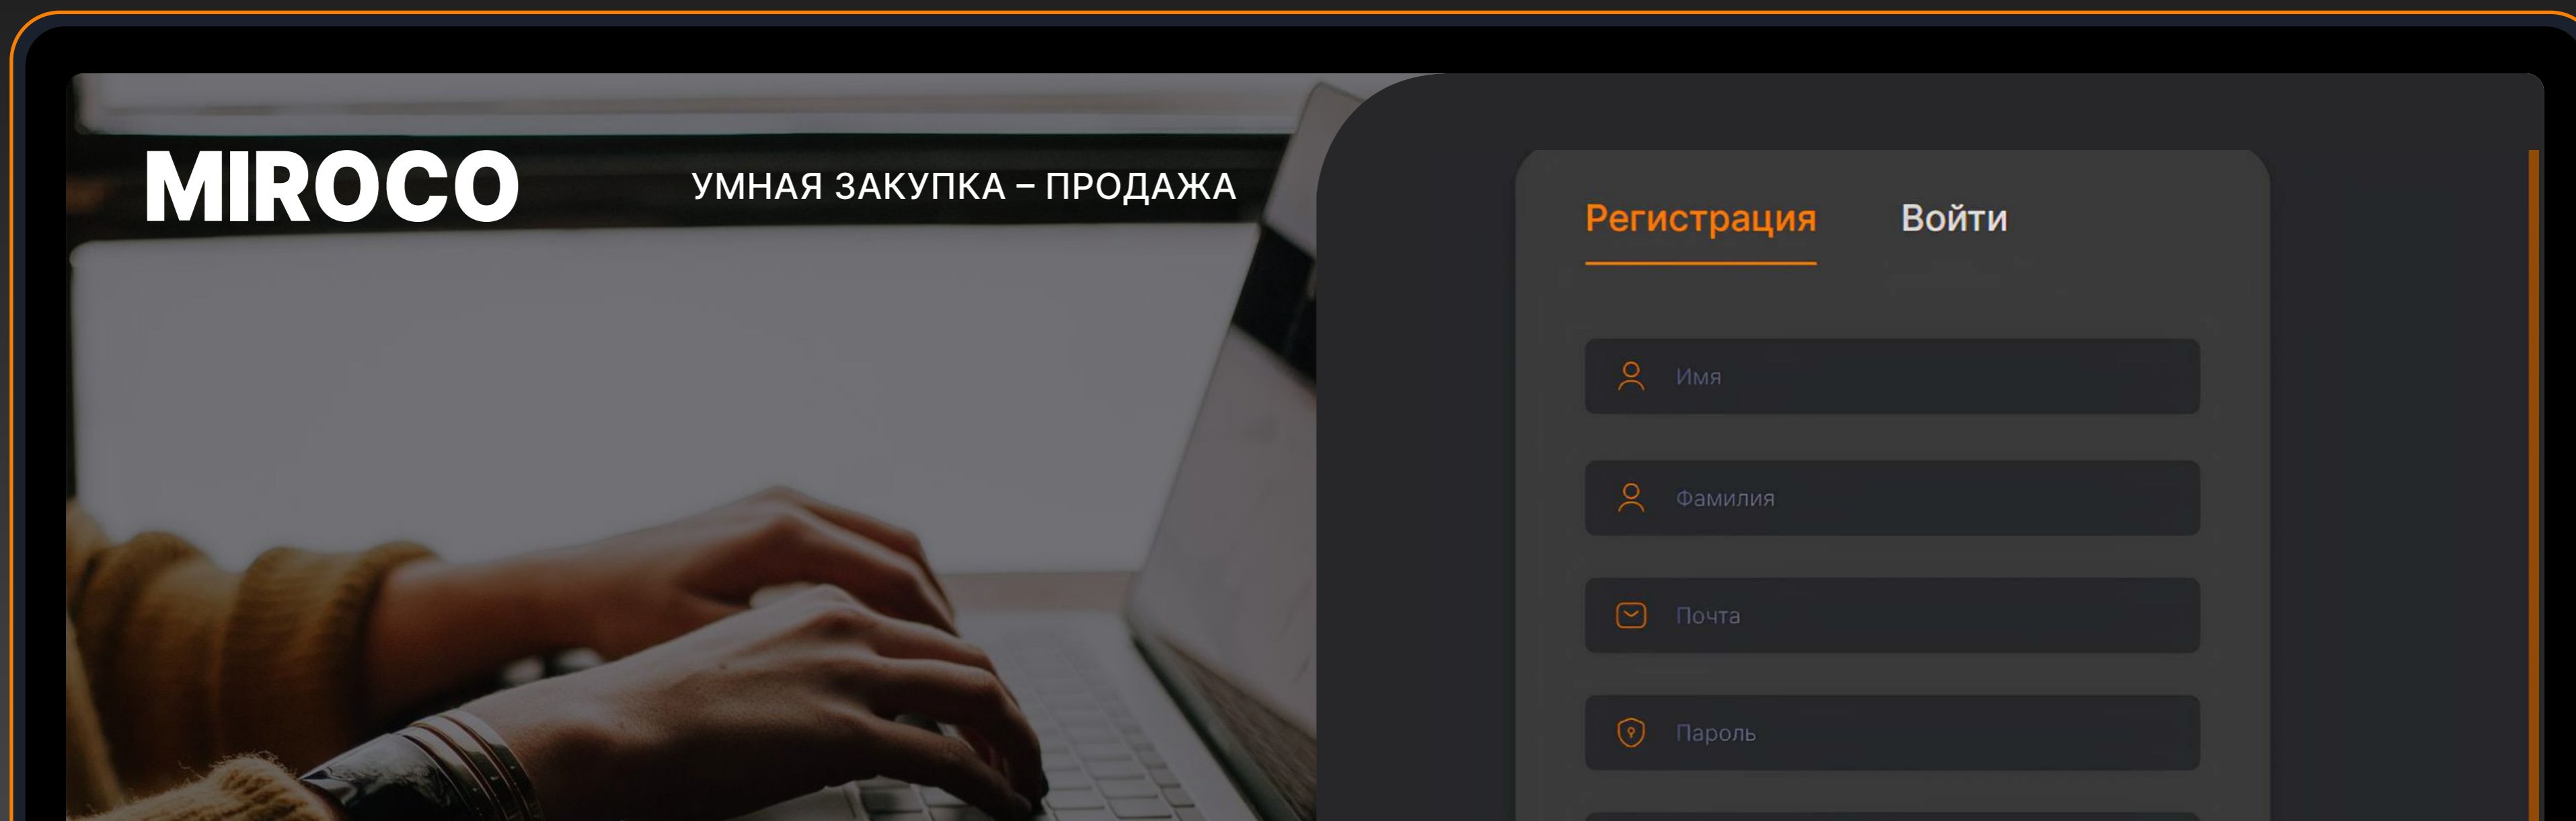 MIROCO
УМНАЯ ЗАКУПКА – ПРОДАЖА
Регистрация Войти
Имя
Фамилия
Почта
Пароль